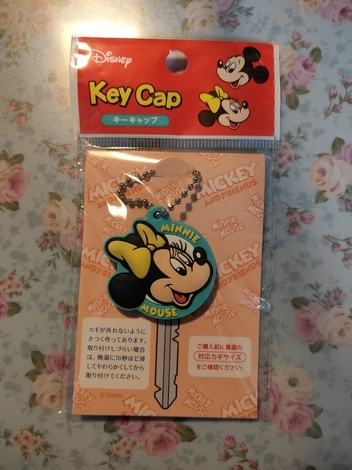 Disney
Key Cap
キーキャップ
MICKEY
AND FRIENDS
MINNIE
MOUSE
カギが外れないように
きつく作ってあります。
取り付けしづらい場合
は、熱湯に10秒ほど浸
してやわらかくしてから
取り付けてください。
ご購入前に裏面の
対応カギサイズ
をご確認ください。
©Disney